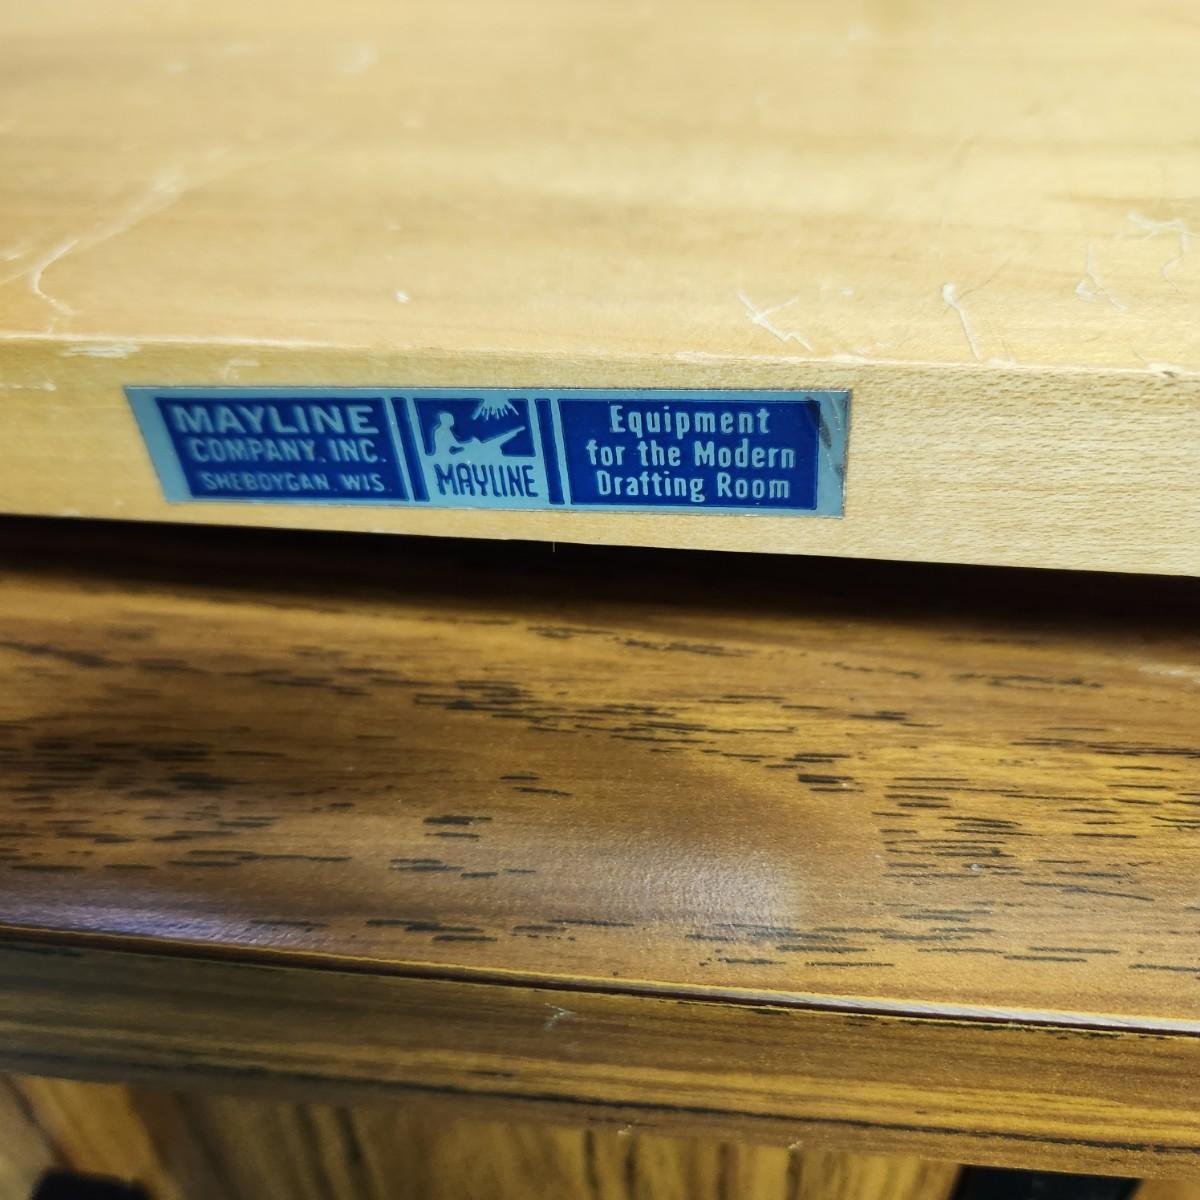 MAYLINE
COMPANY, INC.
SHEBOYGAN, WIS.
MAYLINE
Equipment
for the Modern
Drafting Room